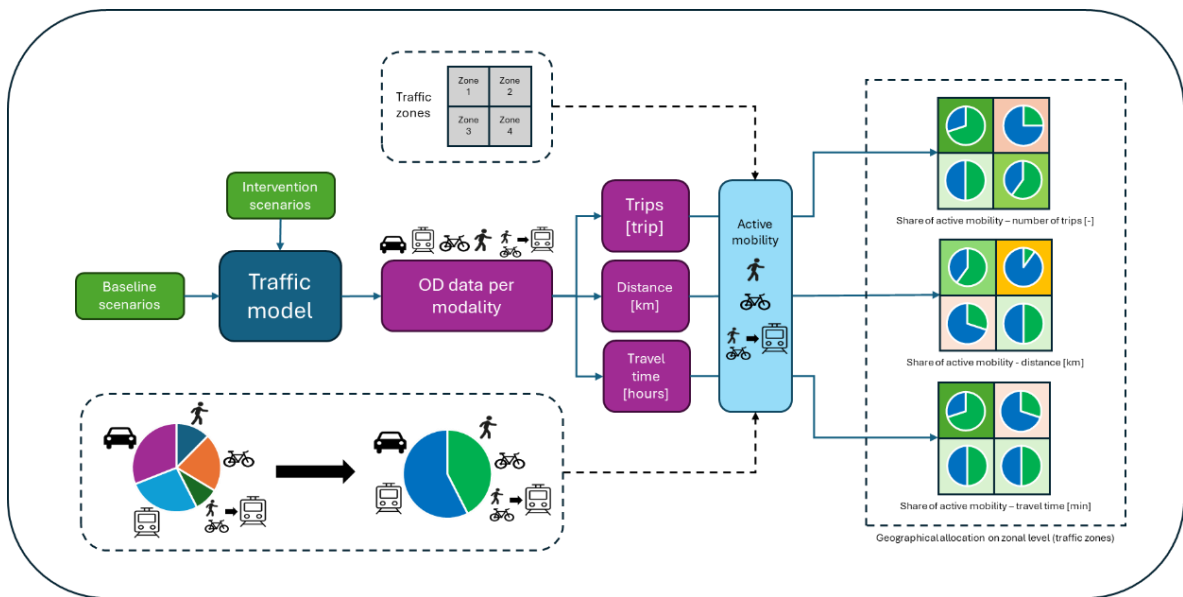 Traffic
zones
Zone
1
Zone
2
Zone
3
Zone
4
Intervention
scenarios
Baseline
scenarios
Traffic
model
OD data per
modality
Trips
[trip]
Distance
[km]
Travel
time
[hours]
Active
mobility
Share of active mobility – number of trips [-]
Share of active mobility - distance [km]
Share of active mobility – travel time [min]
Geographical allocation on zonal level (traffic zones)